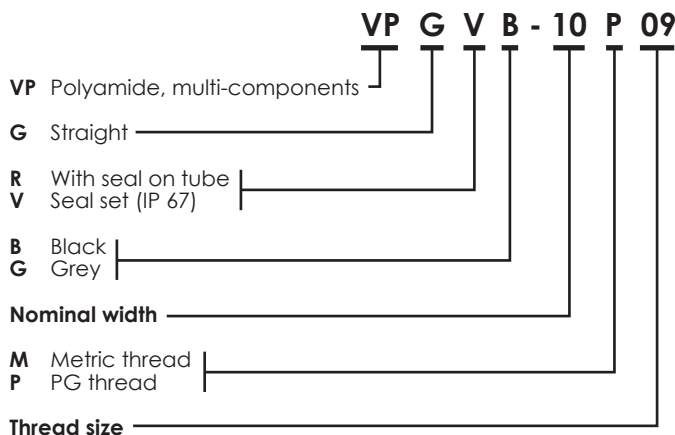 VP G V B - 10 P 09
VP Polyamide, multi-components
G Straight
R With seal on tube
V Seal set (IP 67)
B Black
G Grey
Nominal width
M Metric thread
P PG thread
Thread size